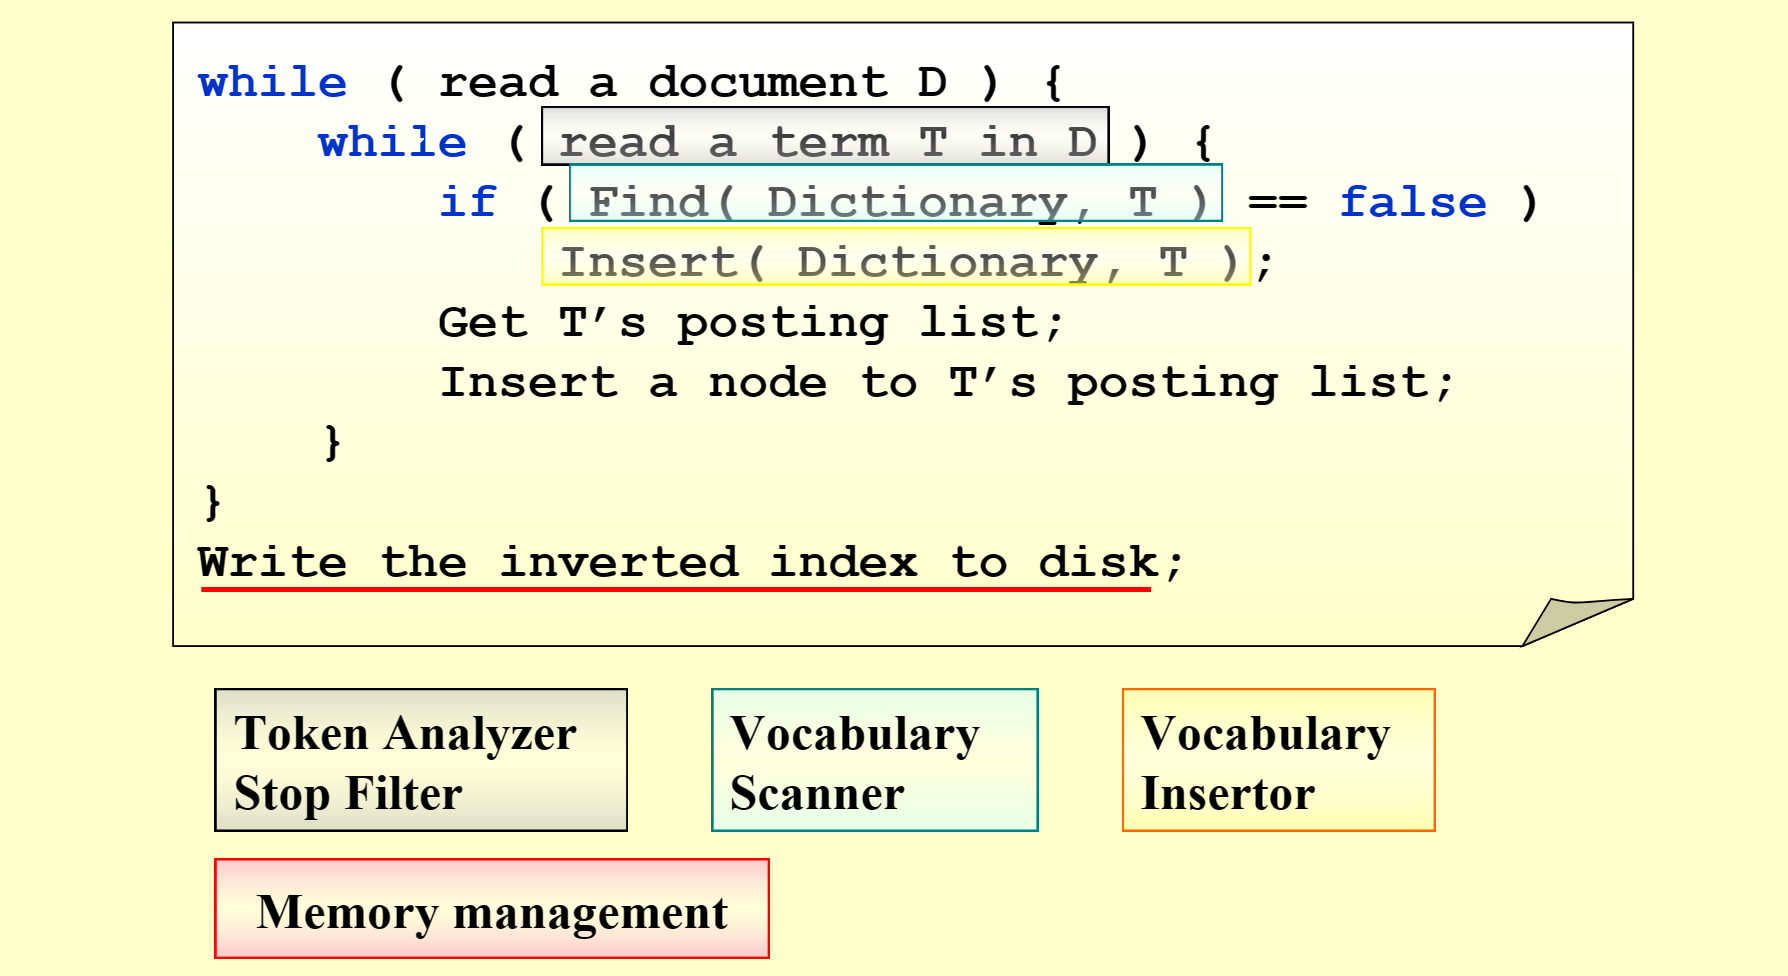 while ( read a document D ) {
while ( read a term T in D ) {
if ( Find( Dictionary, T ) == false )
Insert( Dictionary, T );
Get T’s posting list;
Insert a node to T’s posting list;
}
}
Write the inverted index to disk;
Token Analyzer
Stop Filter
Vocabulary
Scanner
Vocabulary
Insertor
Memory management